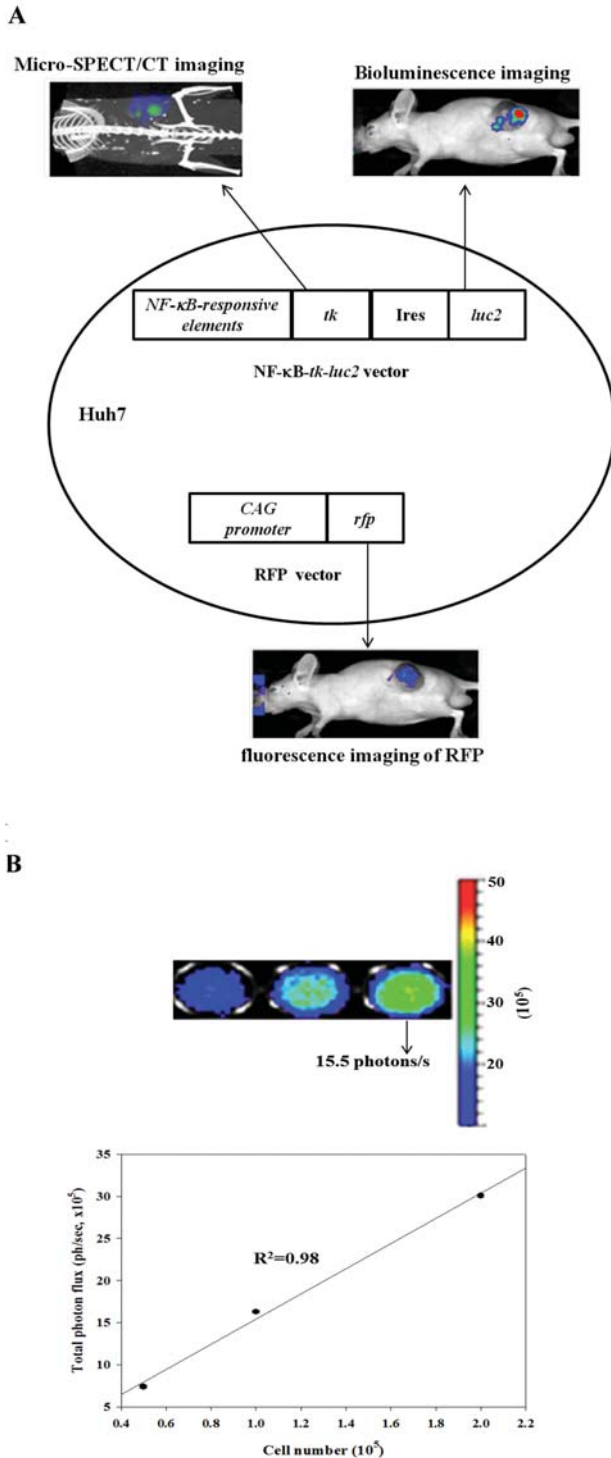 A
Micro-SPECT/CT imaging
Bioluminescence imaging
NF-κB-responsive
elements
tk
Ires
luc2
NF-κB-tk-luc2 vector
Huh7
CAG
promoter
rfp
RFP vector
fluorescence imaging of RFP
B
50
40
30
20
(10⁵)
15.5 photons/s
35
30
25
20
15
10
5
Total photon flux (ph/sec, x10⁵)
R²=0.98
0.4 0.6 0.8 1.0 1.2 1.4 1.6 1.8 2.0 2.2
Cell number (10⁵)